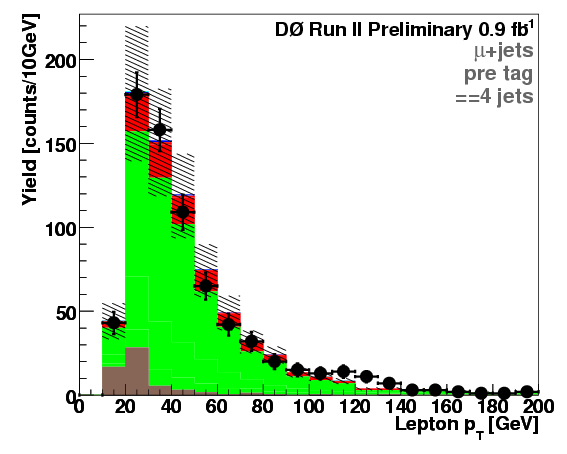 DØ Run II Preliminary 0.9 fb-1
μ+jets
pre tag
==4 jets
Yield [counts/10GeV]
200
150
100
50
0
0 20 40 60 80 100 120 140 160 180 200
Lepton pT [GeV]